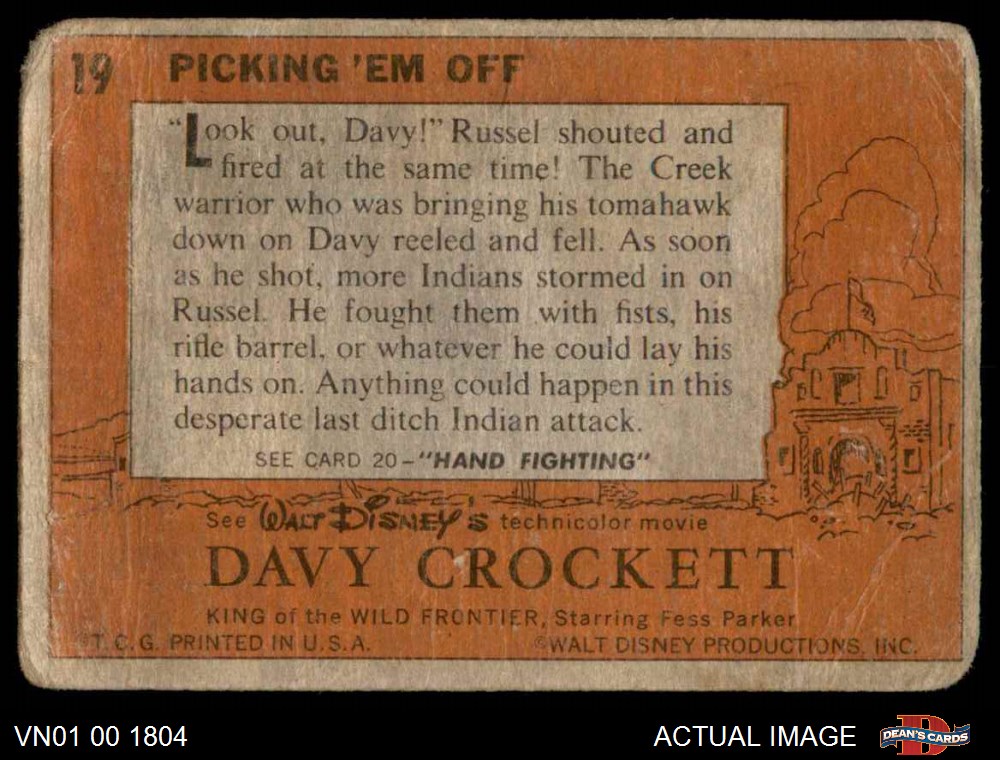 19 PICKING 'EM OFF
"Look out, Davy!" Russel shouted and
fired at the same time! The Creek
warrior who was bringing his tomahawk
down on Davy reeled and fell. As soon
as he shot, more Indians stormed in on
Russel. He fought them with fists, his
rifle barrel, or whatever he could lay his
hands on. Anything could happen in this
desperate last ditch Indian attack.
SEE CARD 20-"HAND FIGHTING"
See WALT DISNEY'S technicolor movie
DAVY CROCKETT
KING of the WILD FRONTIER, Starring Fess Parker
©T.C.G. PRINTED IN U.S.A. ©WALT DISNEY PRODUCTIONS, INC.
VN01 00 1804 ACTUAL IMAGE D DEAN'S CARDS